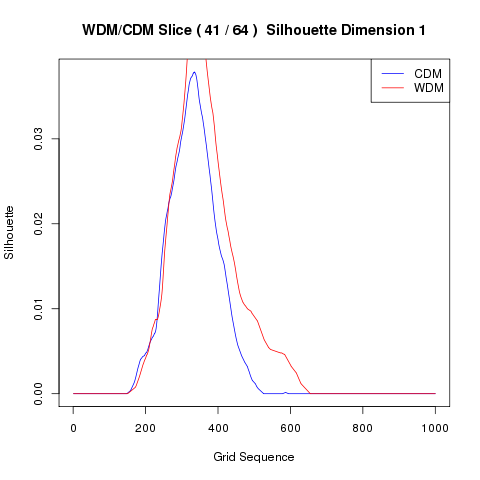 WDM/CDM Slice ( 41 / 64 )  Silhouette Dimension 1
CDM
WDM
Silhouette
0.03
0.02
0.01
0.00
0 200 400 600 800 1000
Grid Sequence